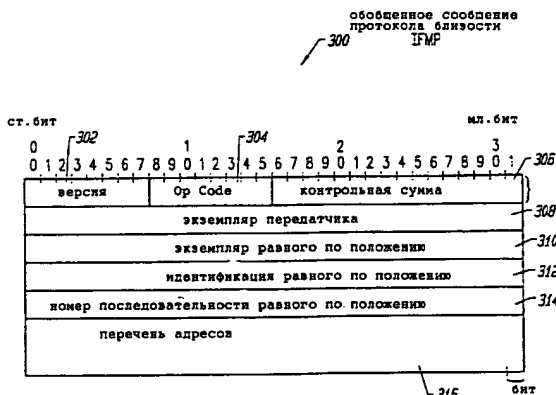 обобщенное сообщение
протокола близости
IFMP
300
ст.бит мл.бит
302 304
0 1 2 3
0 1 2 3 4 5 6 7 8 9 0 1 2 3 4 5 6 7 8 9 0 1 2 3 4 5 6 7 8 9 0 1
306
версия Op Code контрольная сумма
308
экземпляр передатчика
310
экземпляр равного по положению
312
идентификация равного по положению
314
номер последовательности равного по положению
перечень адресов
316 бит